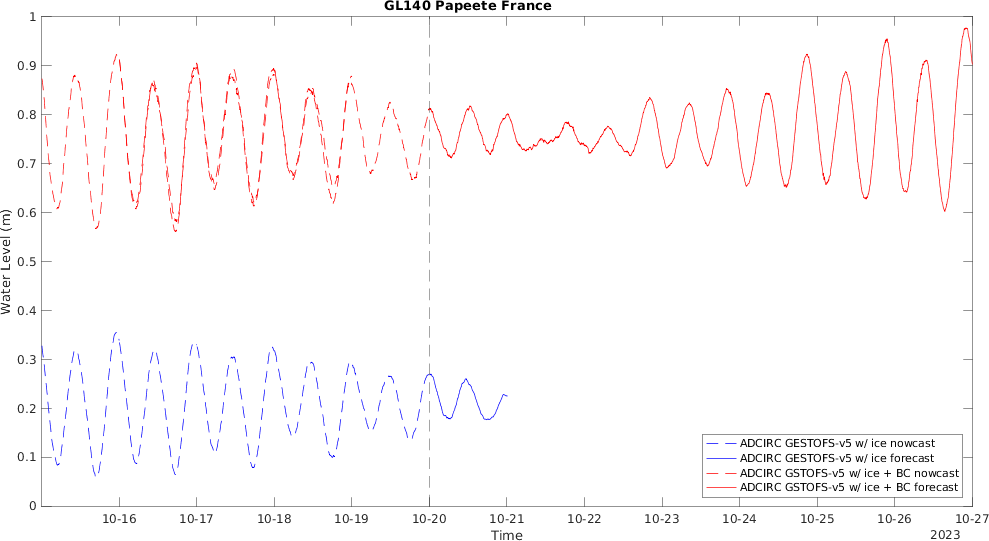 GL140 Papeete France
Water Level (m)
1
0.9
0.8
0.7
0.6
0.5
0.4
0.3
0.2
0.1
0
10-16 10-17 10-18 10-19 10-20 10-21 10-22 10-23 10-24 10-25 10-26 10-27
Time
2023
ADCIRC GESTOFS-v5 w/ ice nowcast
ADCIRC GESTOFS-v5 w/ ice forecast
ADCIRC GSTOFS-v5 w/ ice + BC nowcast
ADCIRC GSTOFS-v5 w/ ice + BC forecast